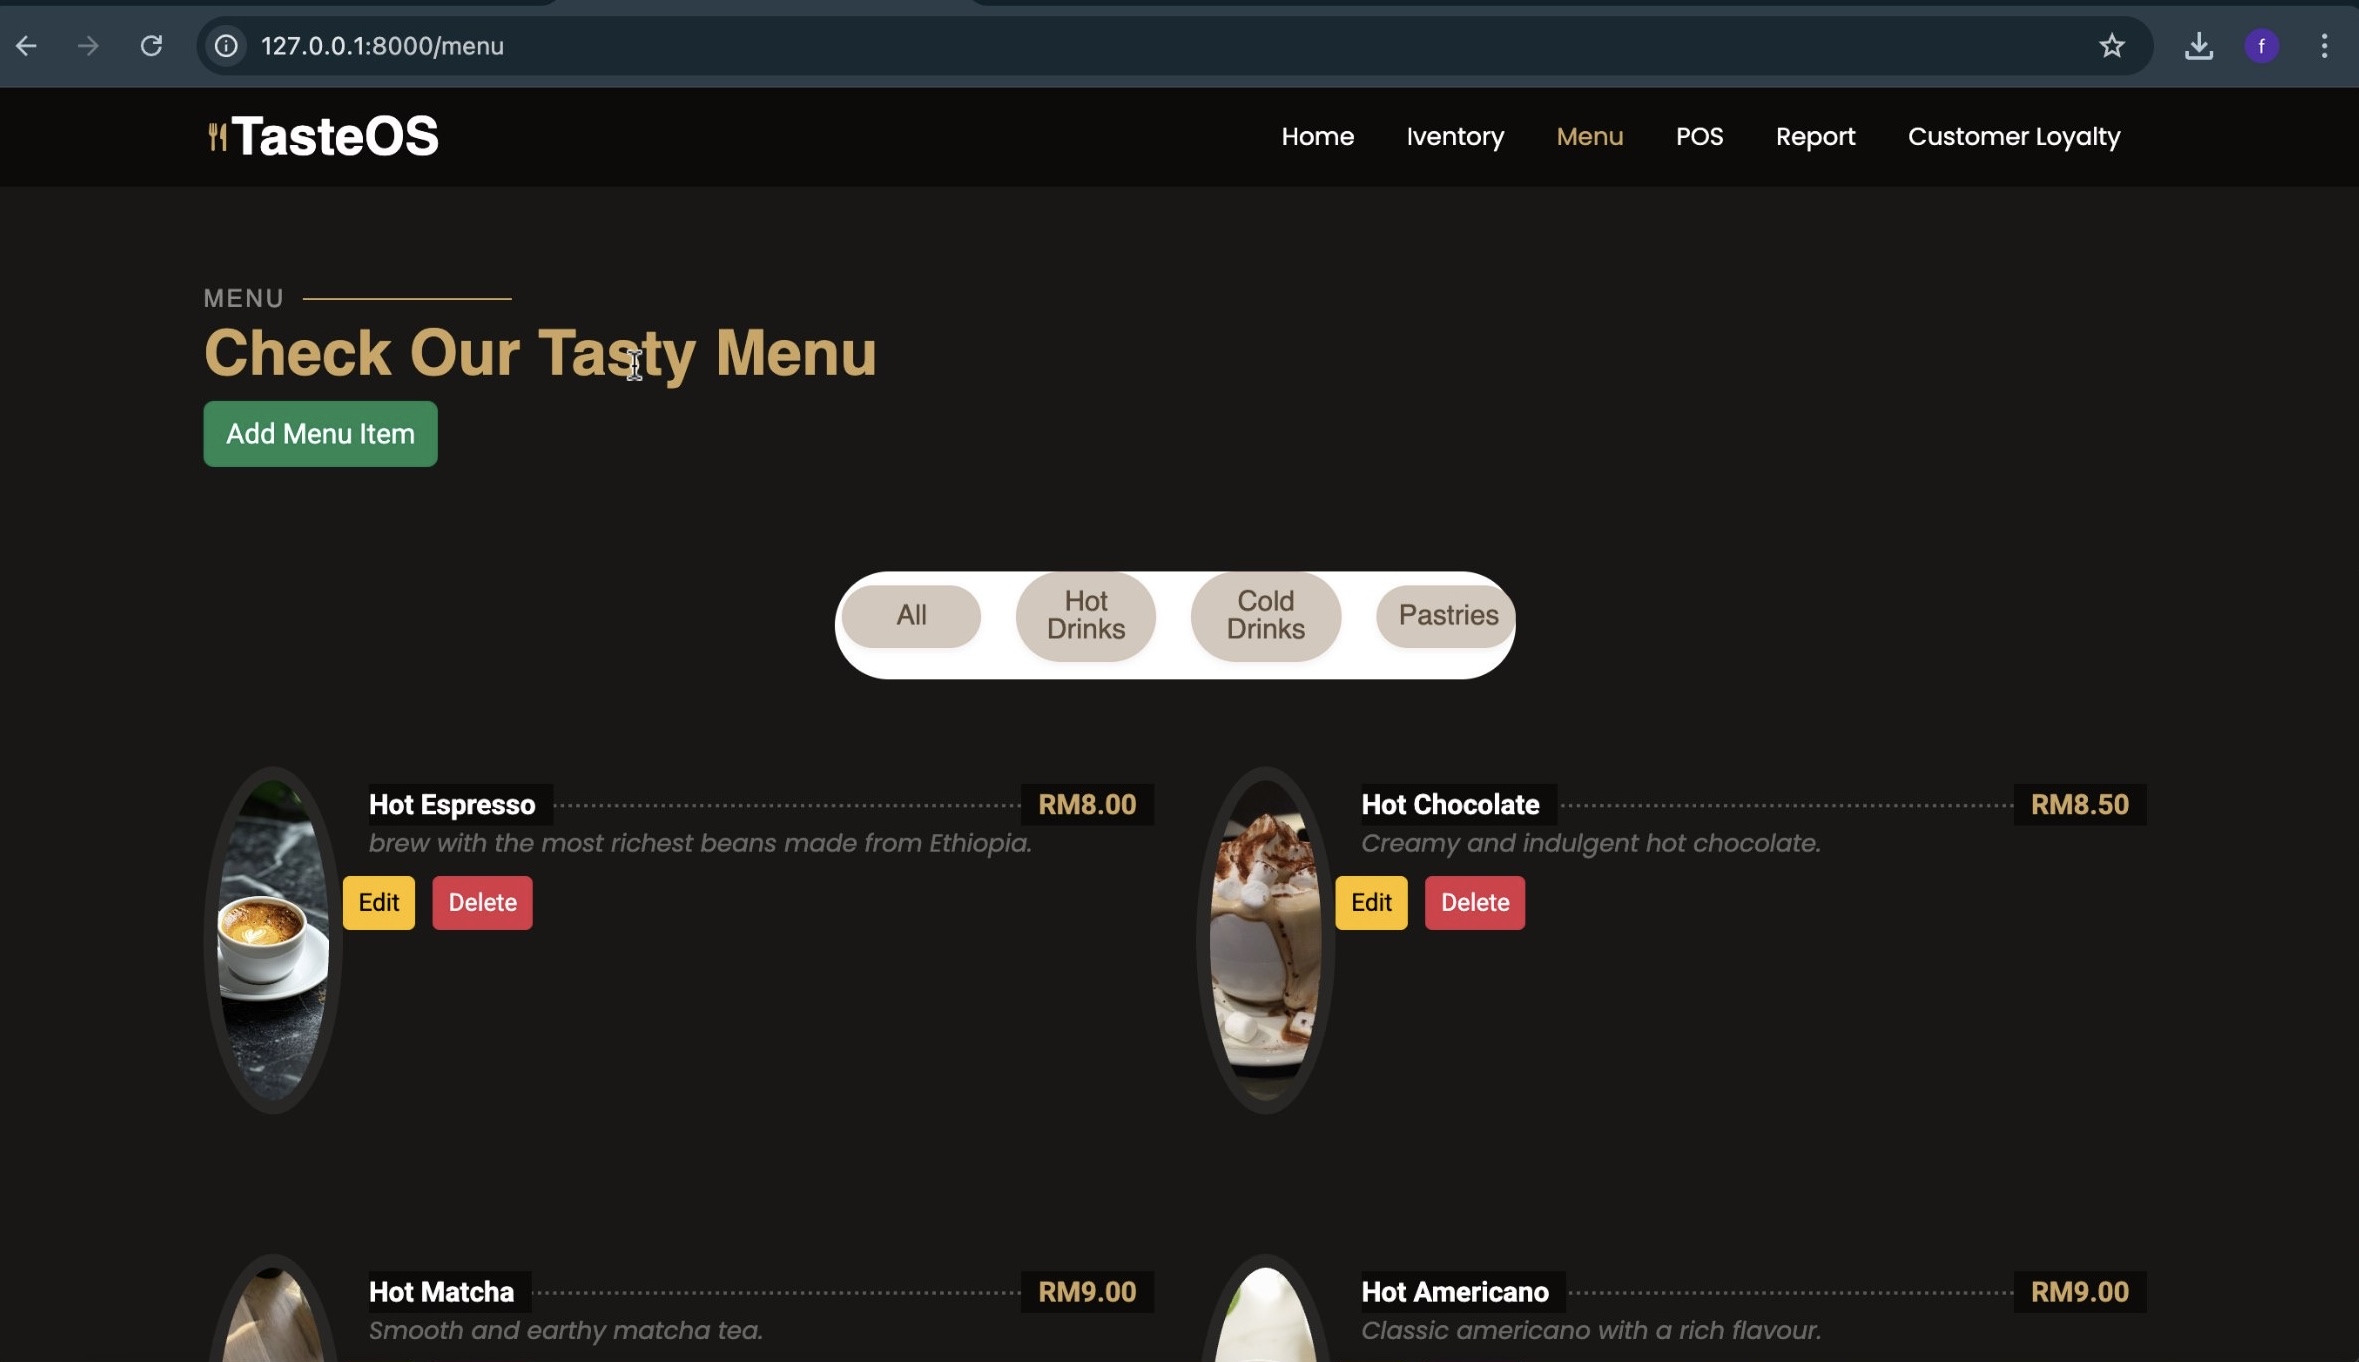 127.0.0.1:8000/menu
f
TasteOS
Home Iventory Menu POS Report Customer Loyalty
MENU
Check Our Tasty Menu
Add Menu Item
All
Hot
Drinks
Cold
Drinks
Pastries
Hot Espresso RM8.00
brew with the most richest beans made from Ethiopia.
Edit Delete
Hot Chocolate RM8.50
Creamy and indulgent hot chocolate.
Edit Delete
Hot Matcha RM9.00
Smooth and earthy matcha tea.
Hot Americano RM9.00
Classic americano with a rich flavour.